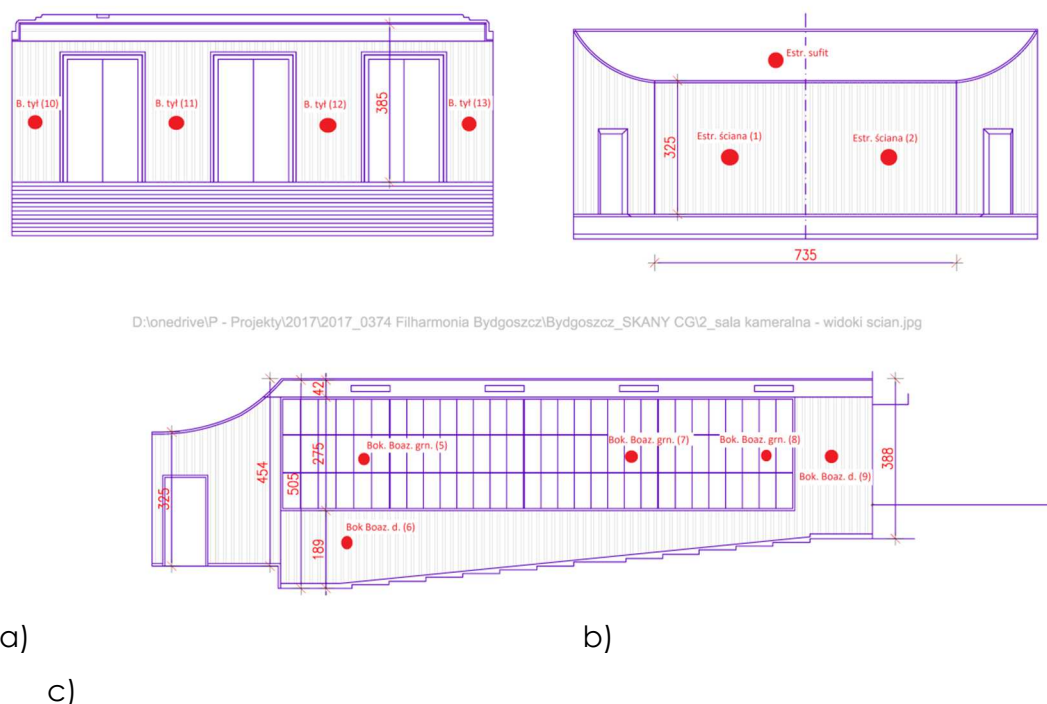 B. tył (10)
B. tył (11)
B. tył (12)
B. tył (13)
385
Estr. sufit
Estr. ściana (1)
Estr. ściana (2)
325
735
D:\onedrive\P - Projekty\2017\2017_0374 Filharmonia Bydgoszcz\Bydgoszcz_SKANY CG\2_sala kameralna - widoki scian.jpg
42
Bok. Boaz. grn. (5)
Bok. Boaz. grn. (7)
Bok. Boaz. grn. (8)
Bok. Boaz. d. (9)
275
454
505
325
388
Bok Boaz. d. (6)
189
a)
b)
c)